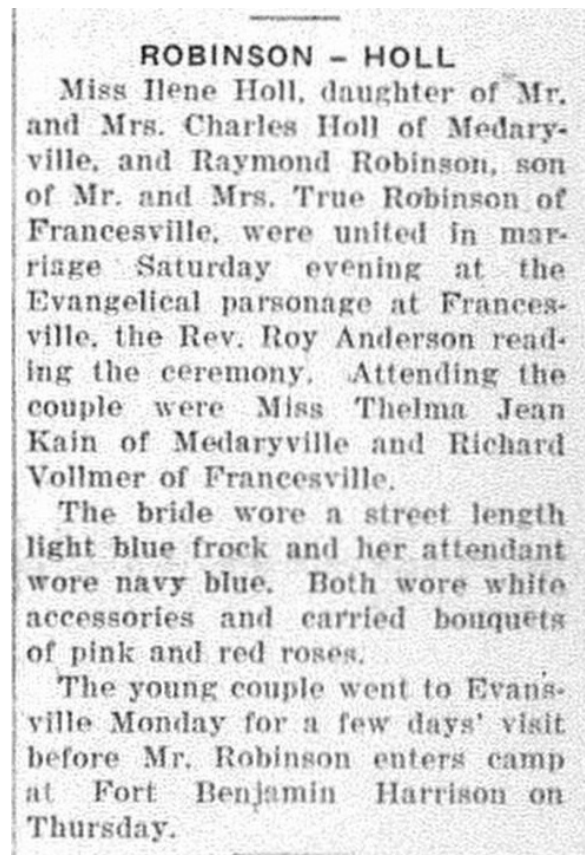 ROBINSON – HOLL
Miss Ilene Holl, daughter of Mr.
and Mrs. Charles Holl of Medary-
ville, and Raymond Robinson, son
of Mr. and Mrs. True Robinson of
Francesville, were united in mar-
riage Saturday evening at the
Evangelical parsonage at Frances-
ville, the Rev. Roy Anderson read-
ing the ceremony. Attending the
couple were Miss Thelma Jean
Kain of Medaryville and Richard
Vollmer of Francesville.
The bride wore a street length
light blue frock and her attendant
wore navy blue. Both wore white
accessories and carried bouquets
of pink and red roses.
The young couple went to Evans-
ville Monday for a few days' visit
before Mr. Robinson enters camp
at Fort Benjamin Harrison on
Thursday.